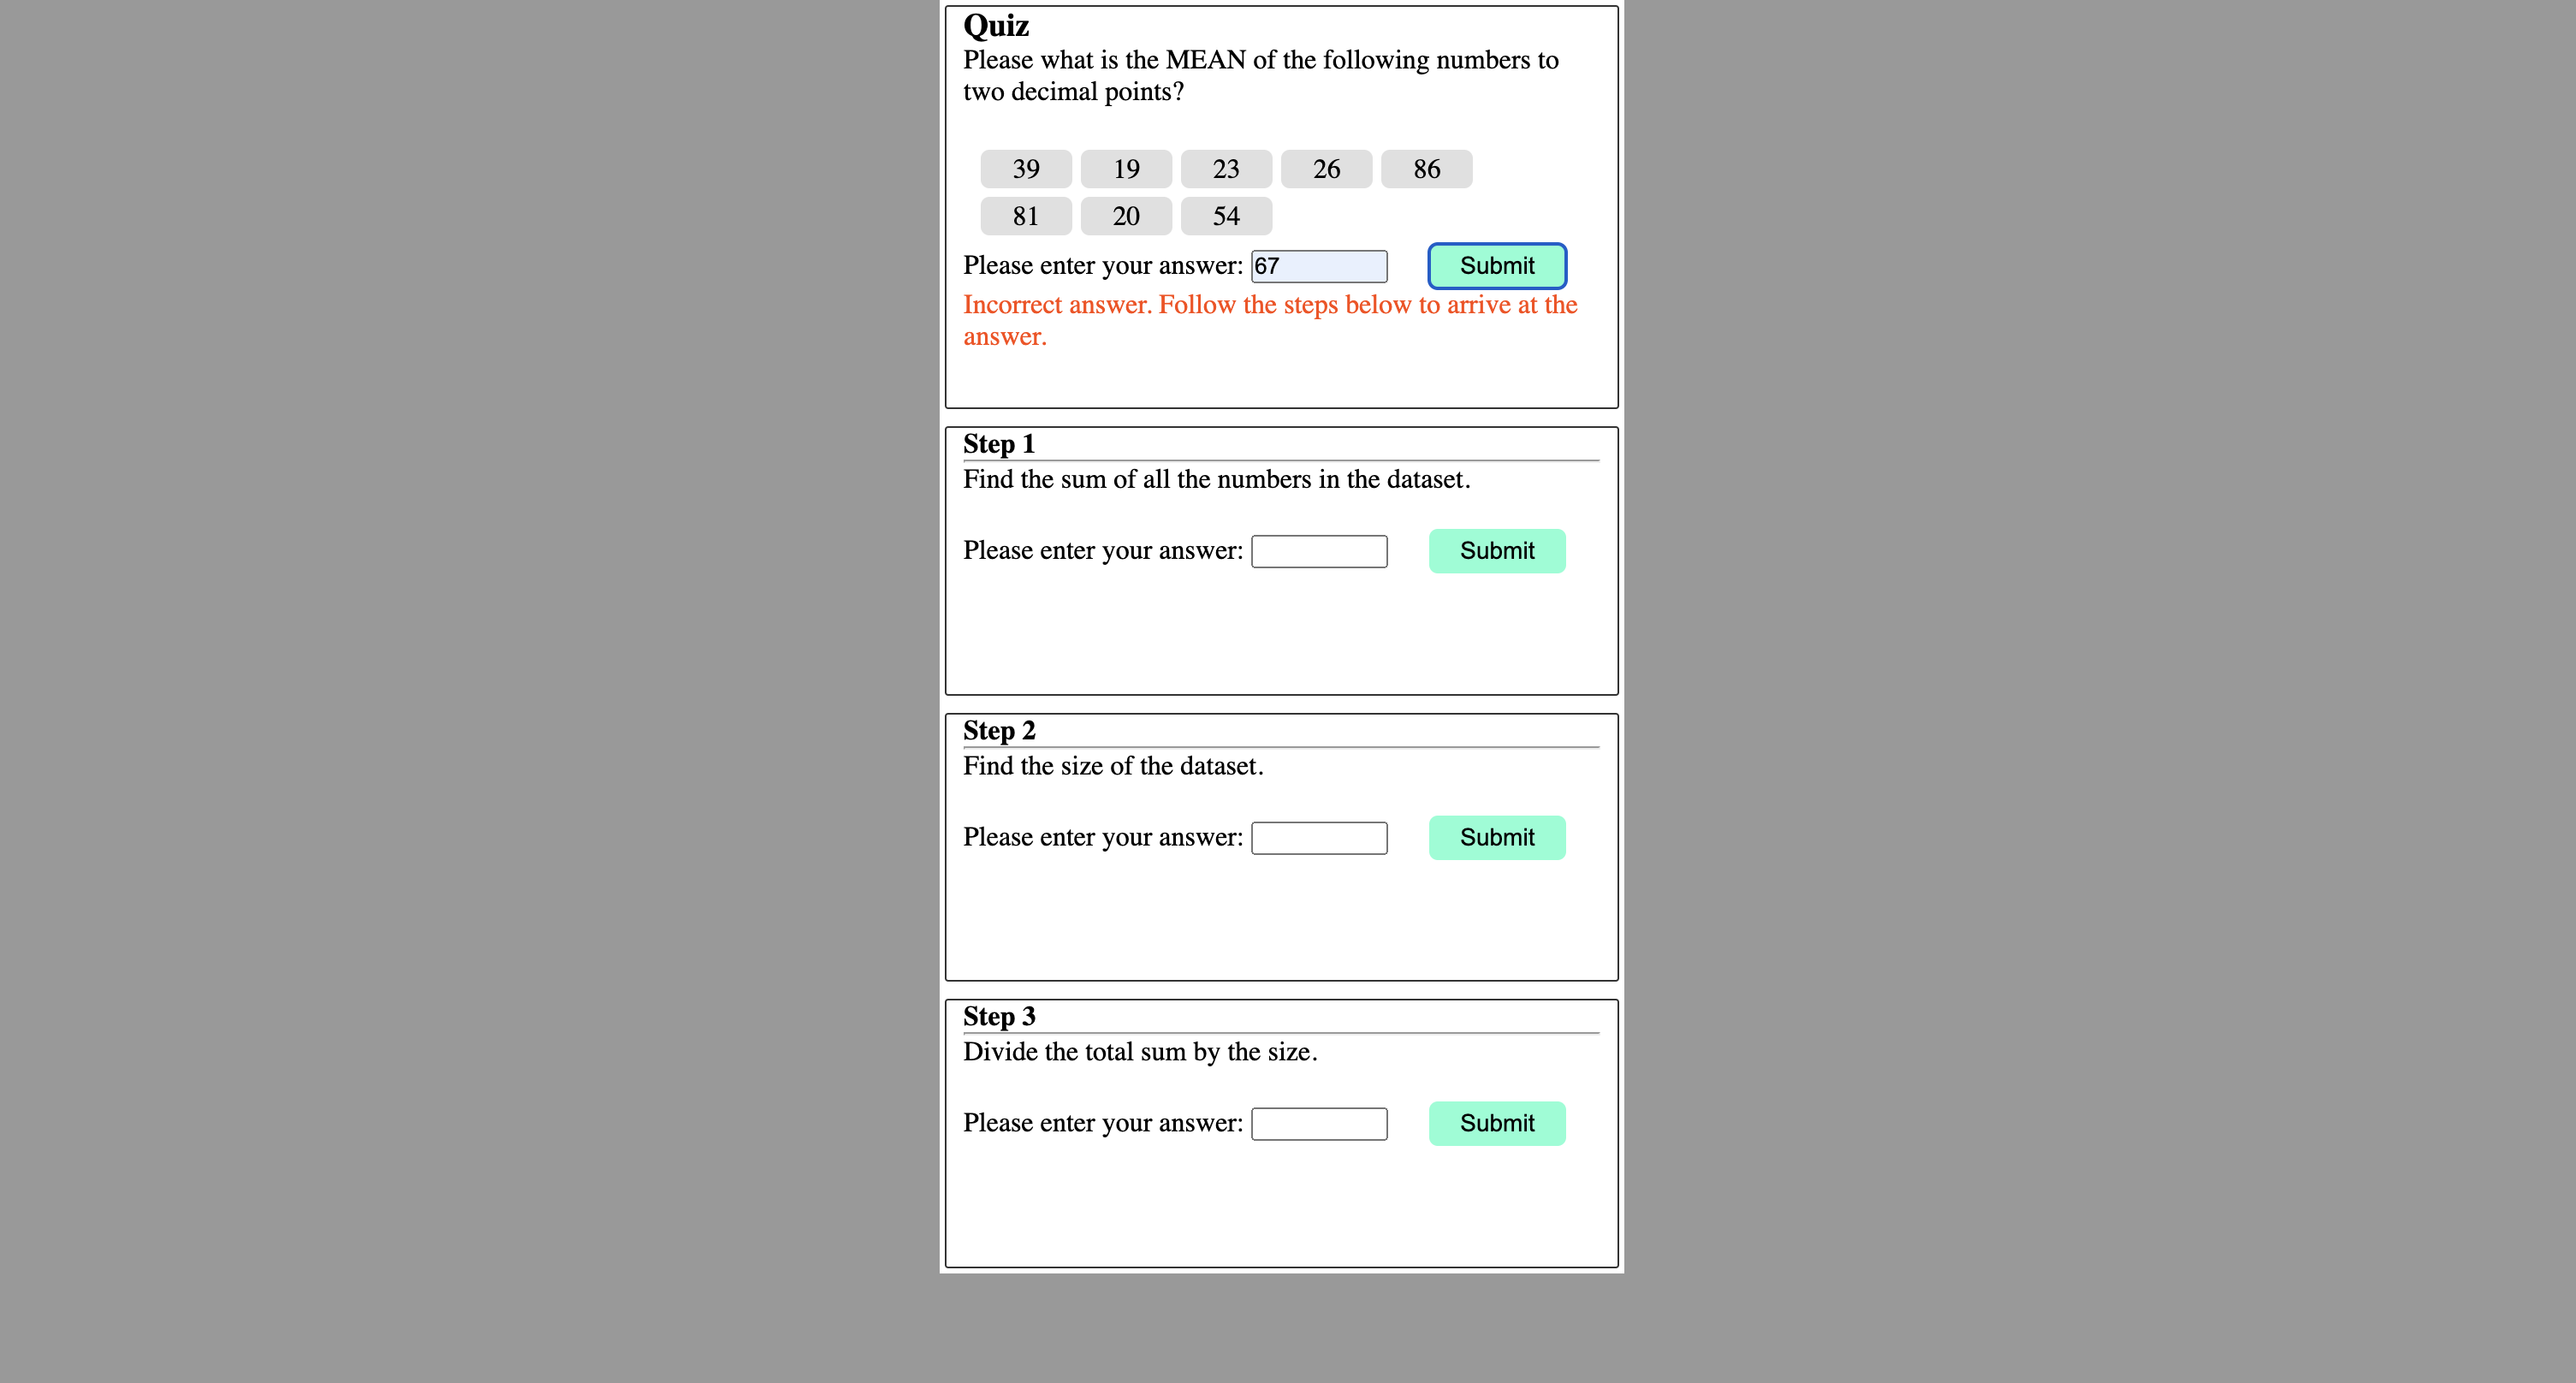 Quiz
Please what is the MEAN of the following numbers to
two decimal points?
39 19 23 26 86
81 20 54
Please enter your answer: 67 Submit
Incorrect answer. Follow the steps below to arrive at the
answer.
Step 1
Find the sum of all the numbers in the dataset.
Please enter your answer: Submit
Step 2
Find the size of the dataset.
Please enter your answer: Submit
Step 3
Divide the total sum by the size.
Please enter your answer: Submit